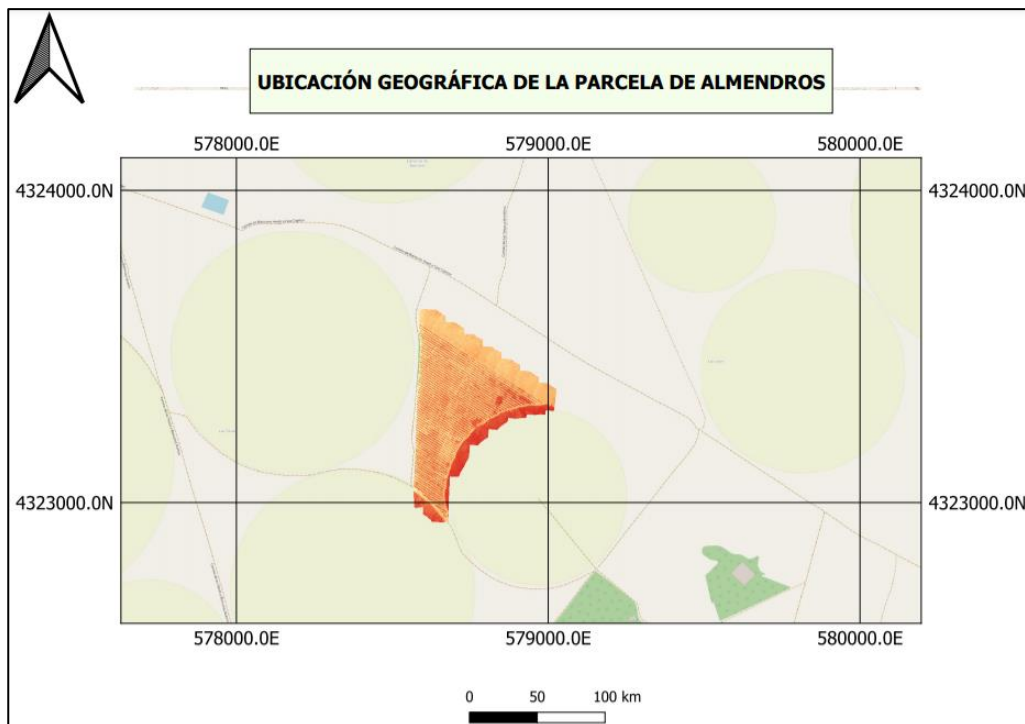 UBICACIÓN GEOGRÁFICA DE LA PARCELA DE ALMENDROS
578000.0E 579000.0E 580000.0E
4324000.0N 4324000.0N
4323000.0N 4323000.0N
578000.0E 579000.0E 580000.0E
0 50 100 km